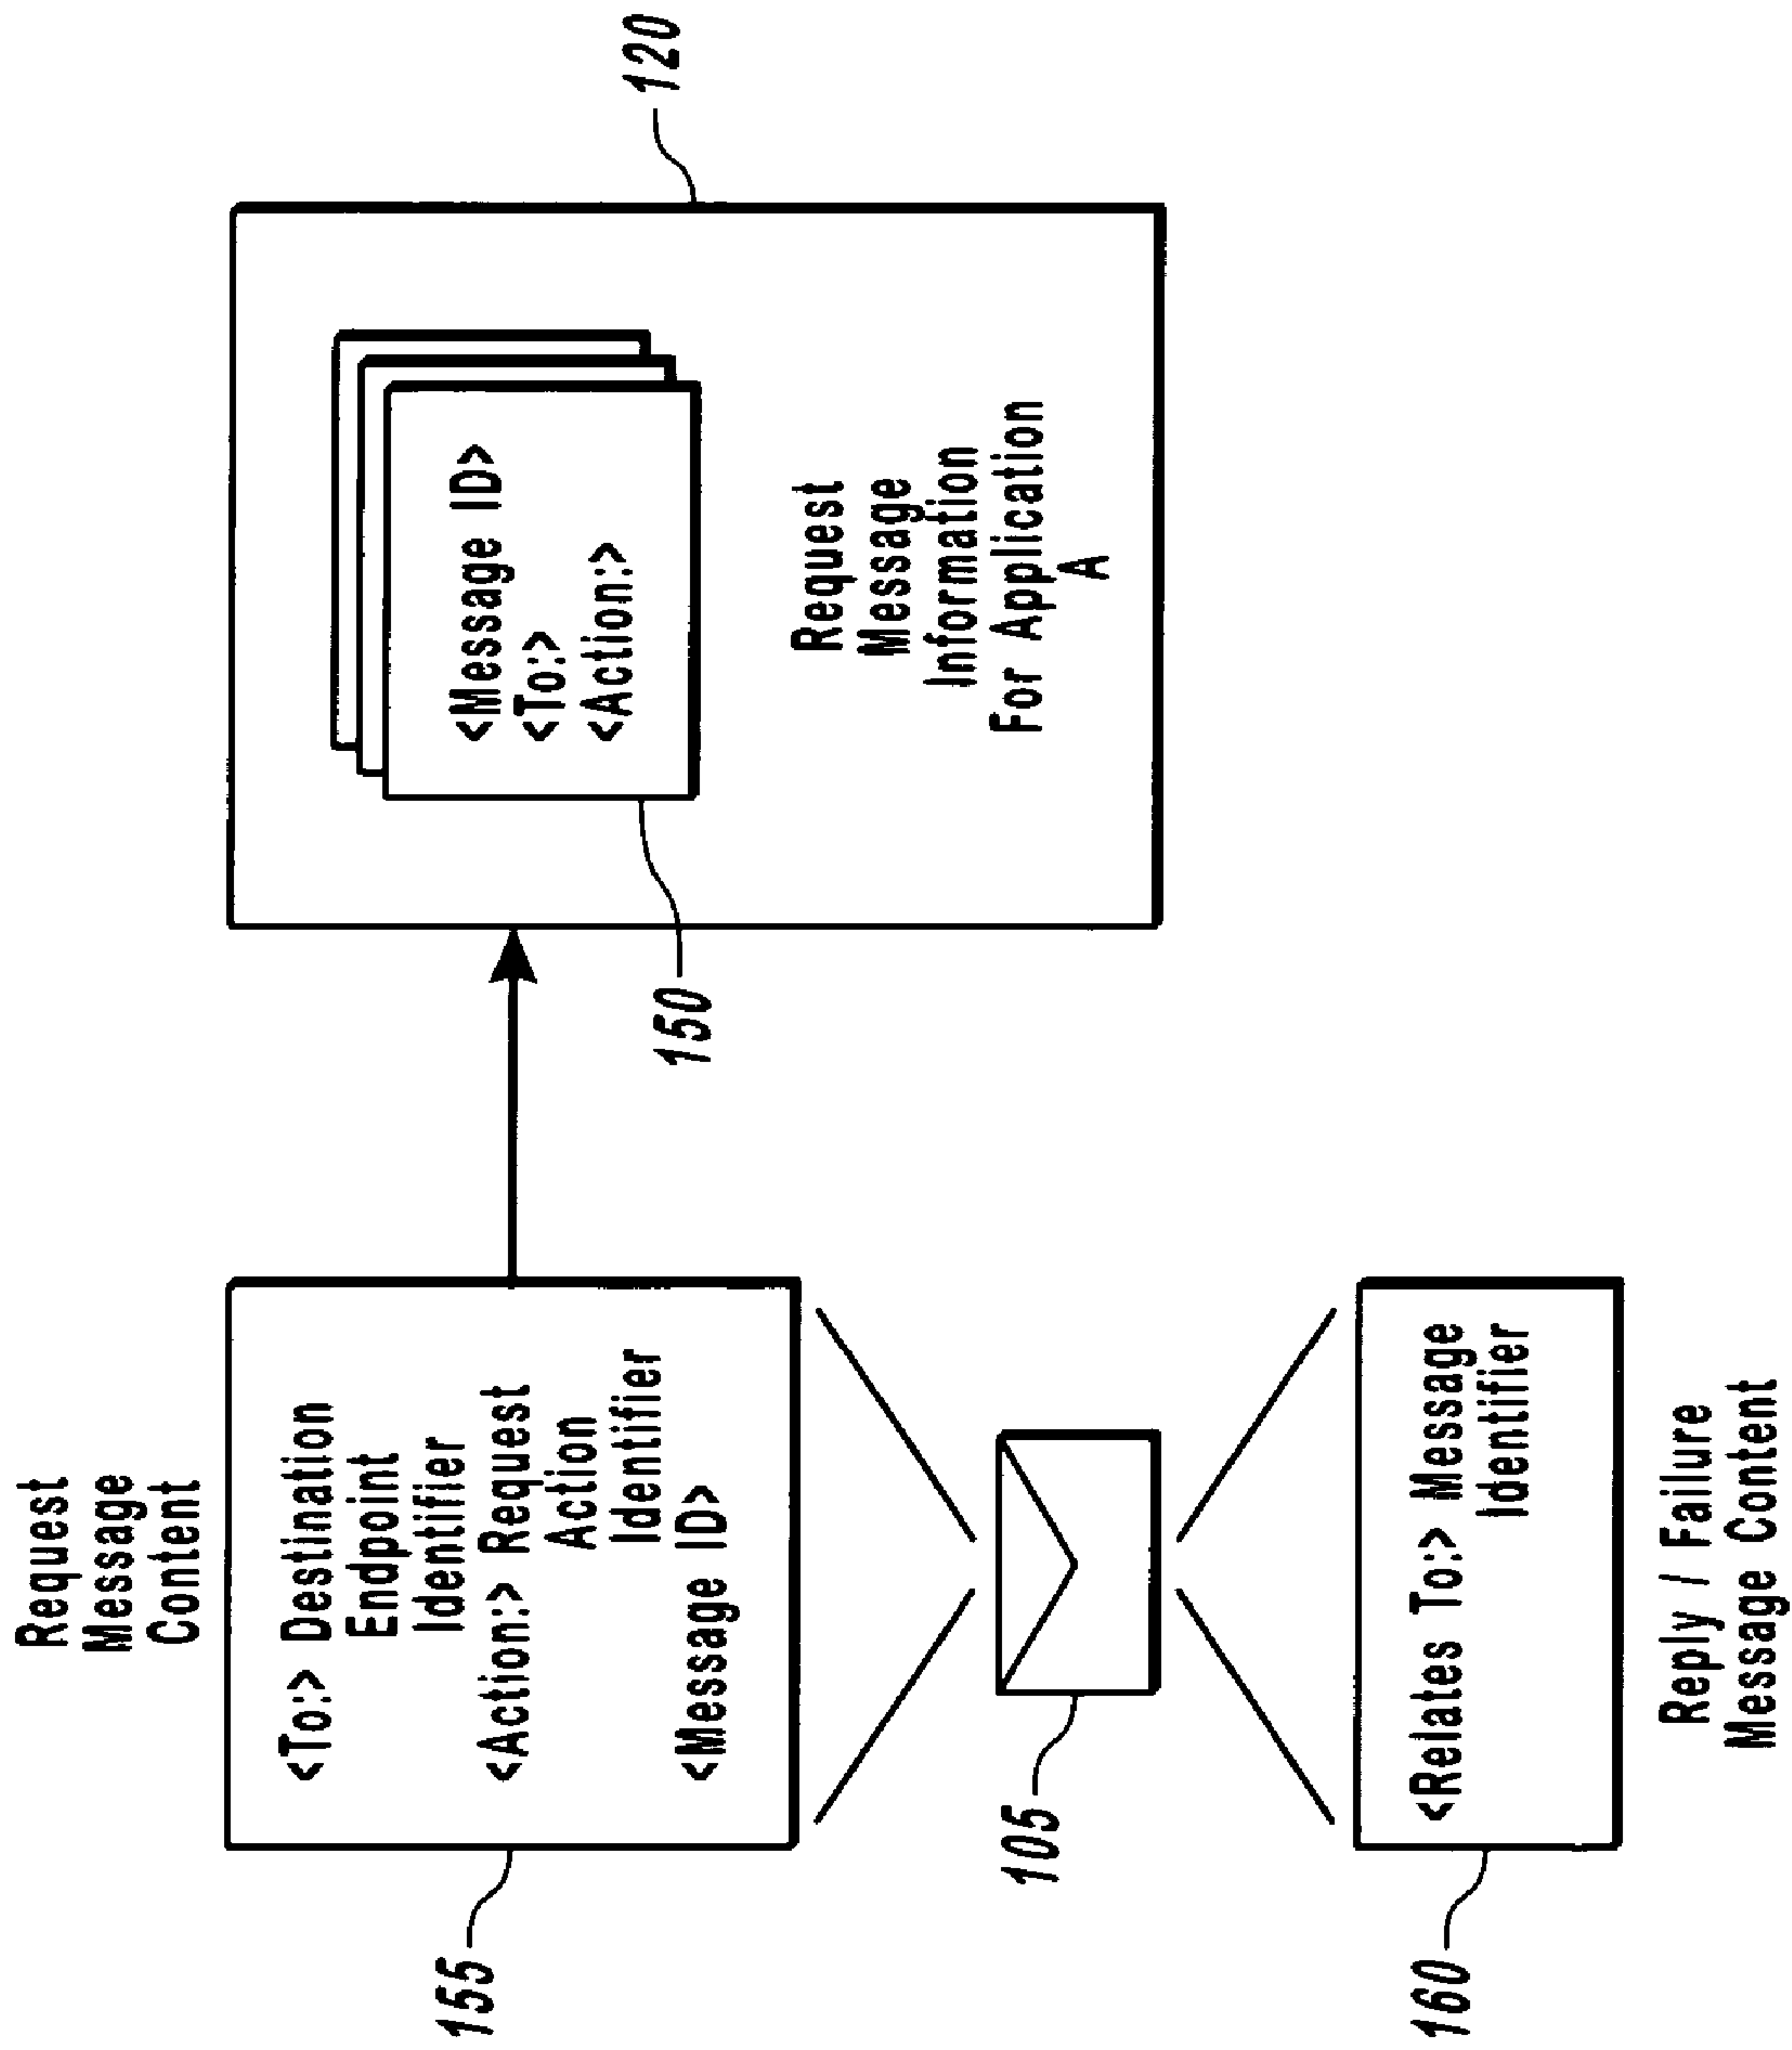 Request
Message
Content
155
<To:> Destination
Endpoint
Identifier
<Action:> Request
Action
Identifier
<Message ID>
105
160
<Relates To:> Message
Identifier
Reply / Failure
Message Content
120
<Message ID>
<To:>
<Action:>
150
Request
Message
Information
For Application
A